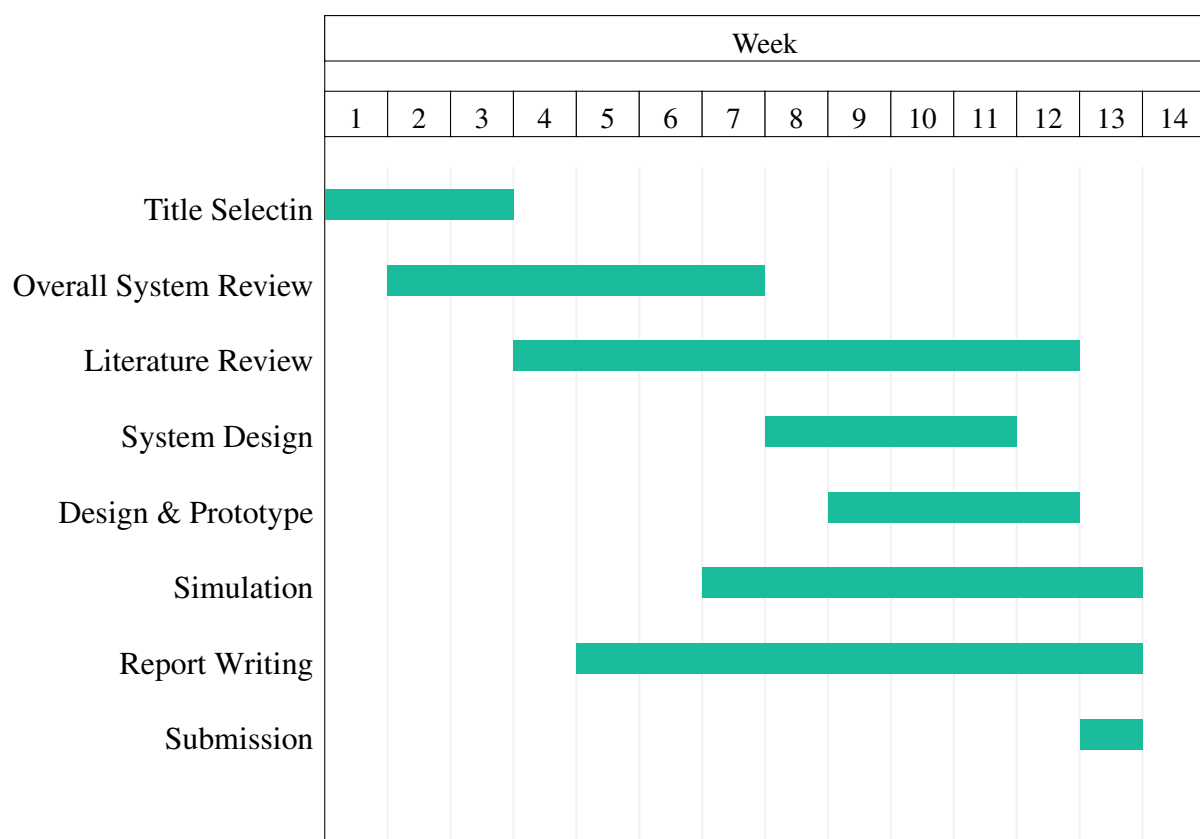 Week
1 2 3 4 5 6 7 8 9 10 11 12 13 14
Title Selectin
Overall System Review
Literature Review
System Design
Design & Prototype
Simulation
Report Writing
Submission